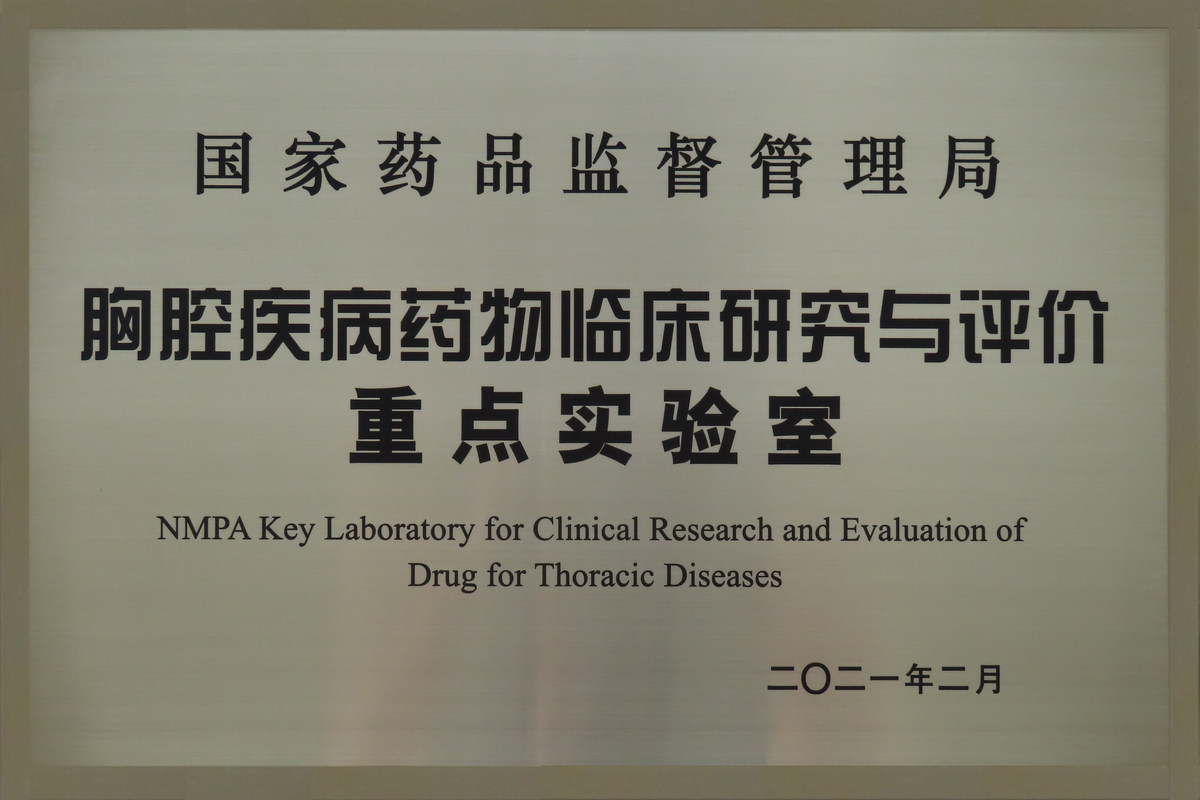 国家药品监督管理局
胸腔疾病药物临床研究与评价
重点实验室
NMPA Key Laboratory for Clinical Research and Evaluation of
Drug for Thoracic Diseases
二〇二一年二月